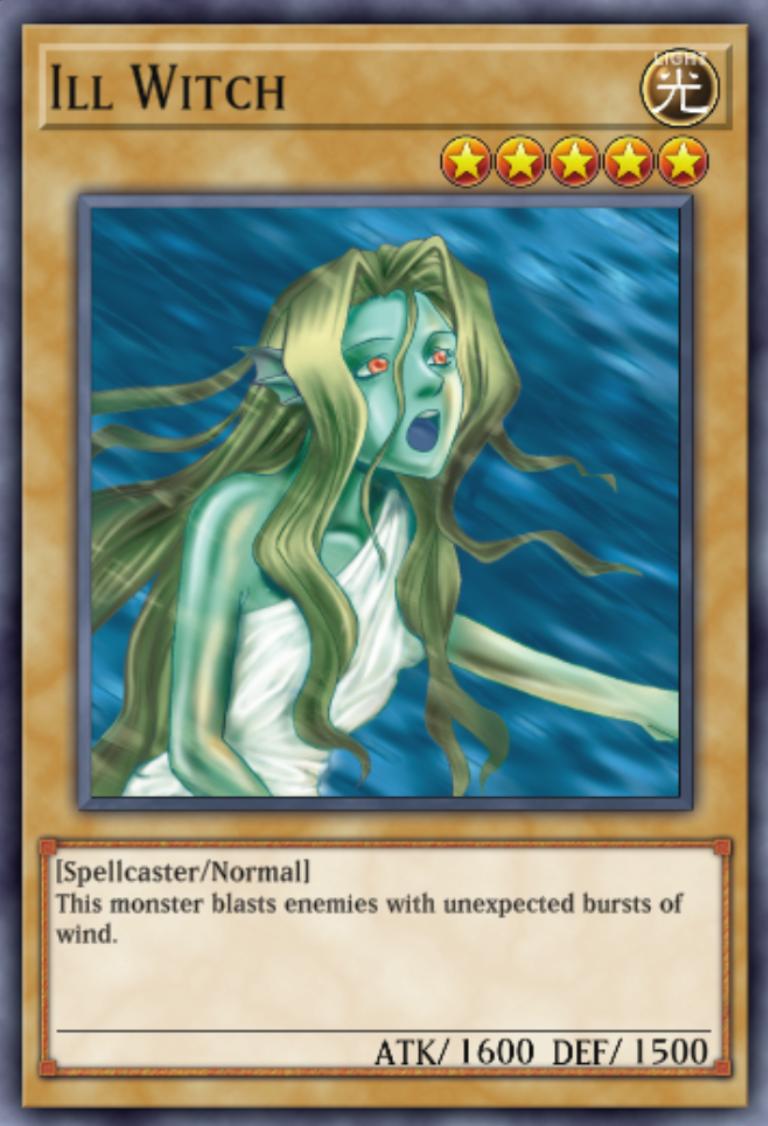 Ill Witch
LIGHT
光
[Spellcaster/Normal]
This monster blasts enemies with unexpected bursts of
wind.
ATK/ 1600 DEF/ 1500